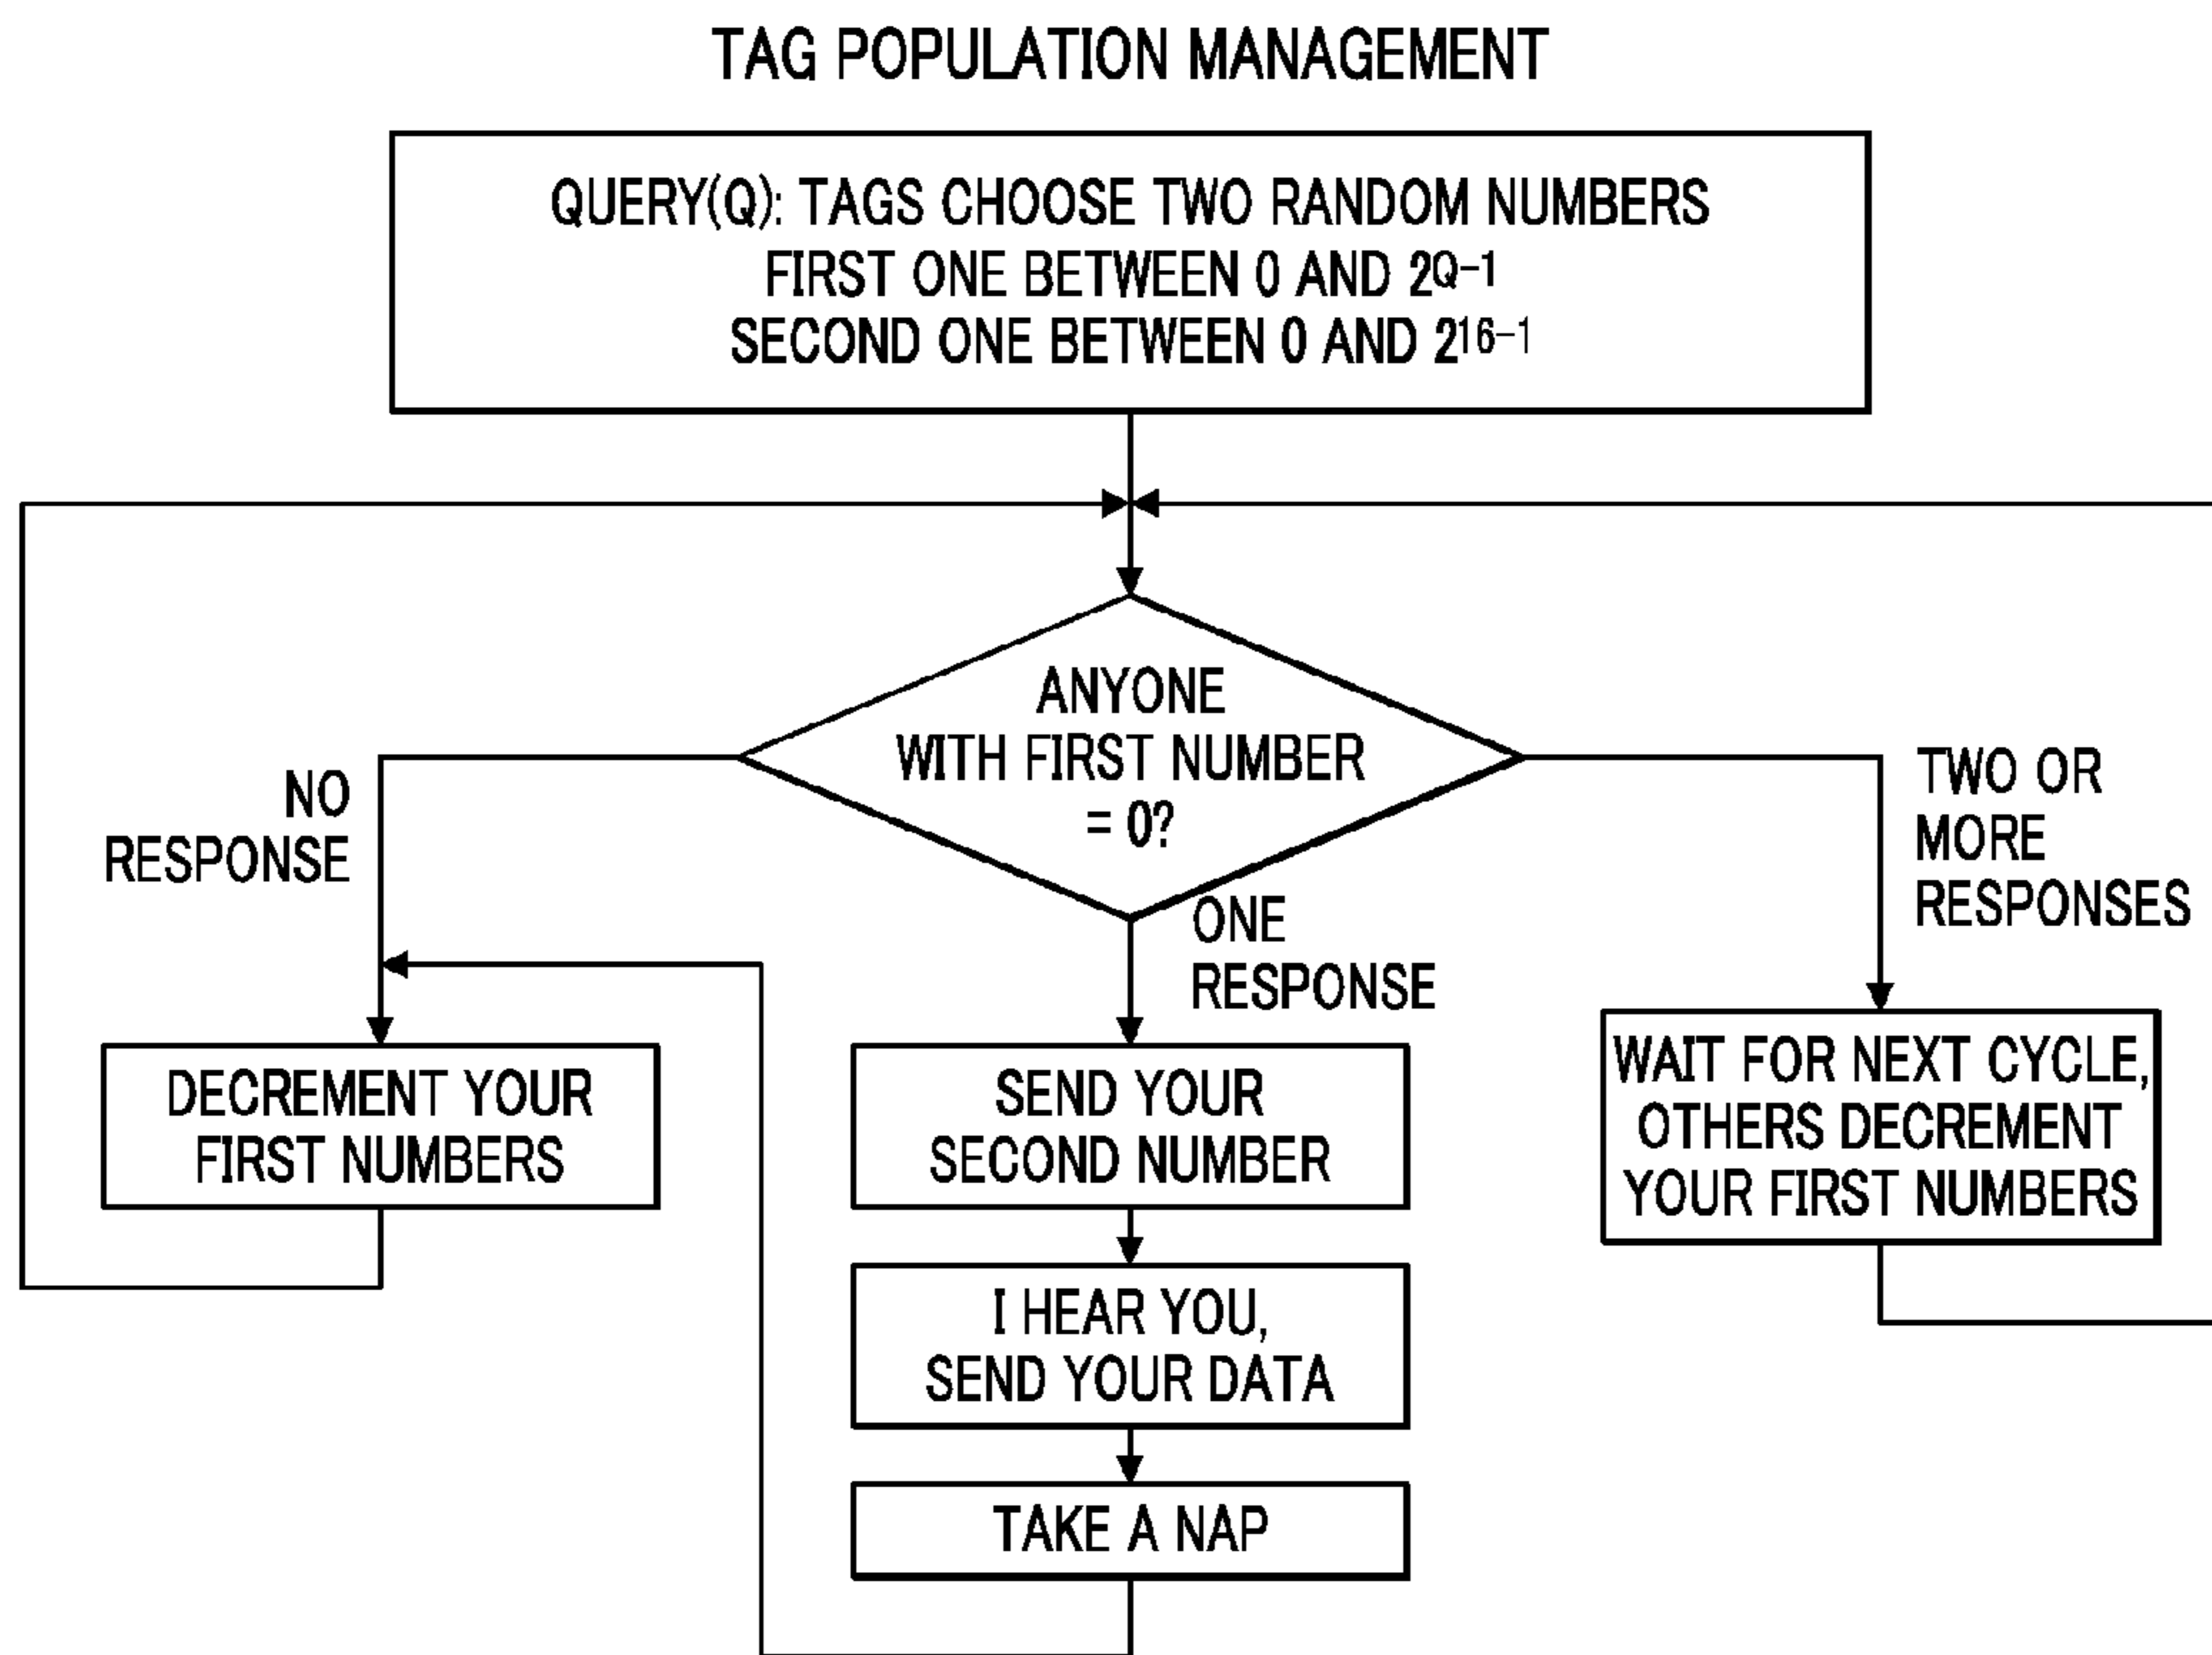 TAG POPULATION MANAGEMENT
QUERY(Q): TAGS CHOOSE TWO RANDOM NUMBERS
FIRST ONE BETWEEN 0 AND 2Q-1
SECOND ONE BETWEEN 0 AND 216-1
ANYONE
WITH FIRST NUMBER
= 0?
NO
RESPONSE
ONE
RESPONSE
TWO OR
MORE
RESPONSES
DECREMENT YOUR
FIRST NUMBERS
SEND YOUR
SECOND NUMBER
I HEAR YOU,
SEND YOUR DATA
TAKE A NAP
WAIT FOR NEXT CYCLE,
OTHERS DECREMENT
YOUR FIRST NUMBERS